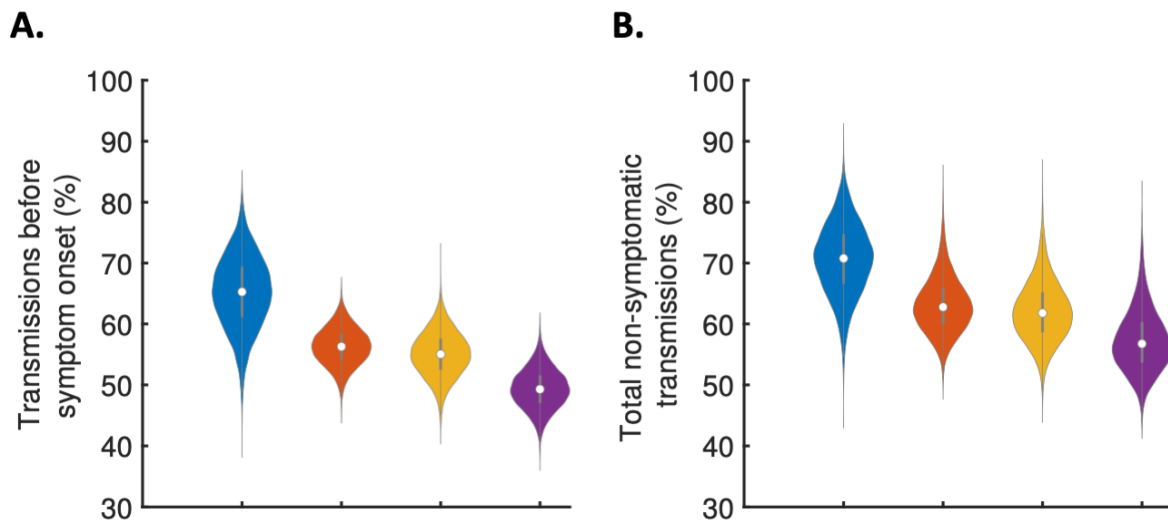 A.
B.
100
90
80
70
60
50
40
30
Transmissions before
symptom onset (%)
100
90
80
70
60
50
40
30
Total non-symptomatic
transmissions (%)